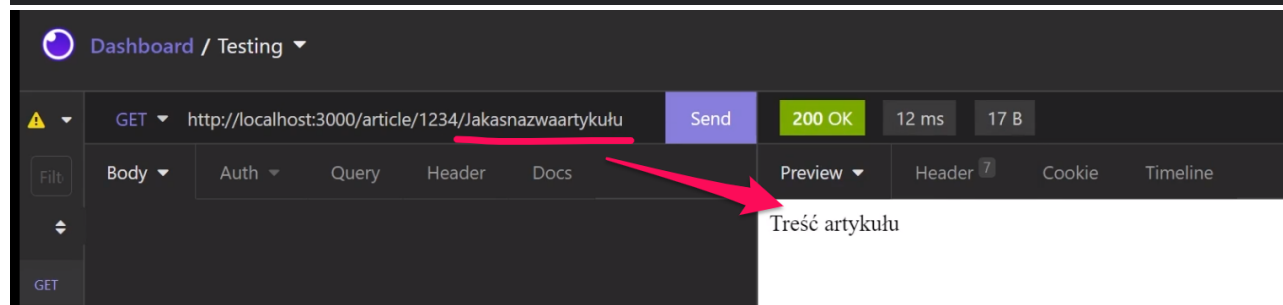 Dashboard / Testing
GET http://localhost:3000/article/1234/Jakasnazwaartykułu Send 200 OK 12 ms 17 B
Filt Body Auth Query Header Docs Preview Header 7 Cookie Timeline
Treść artykułu
GET